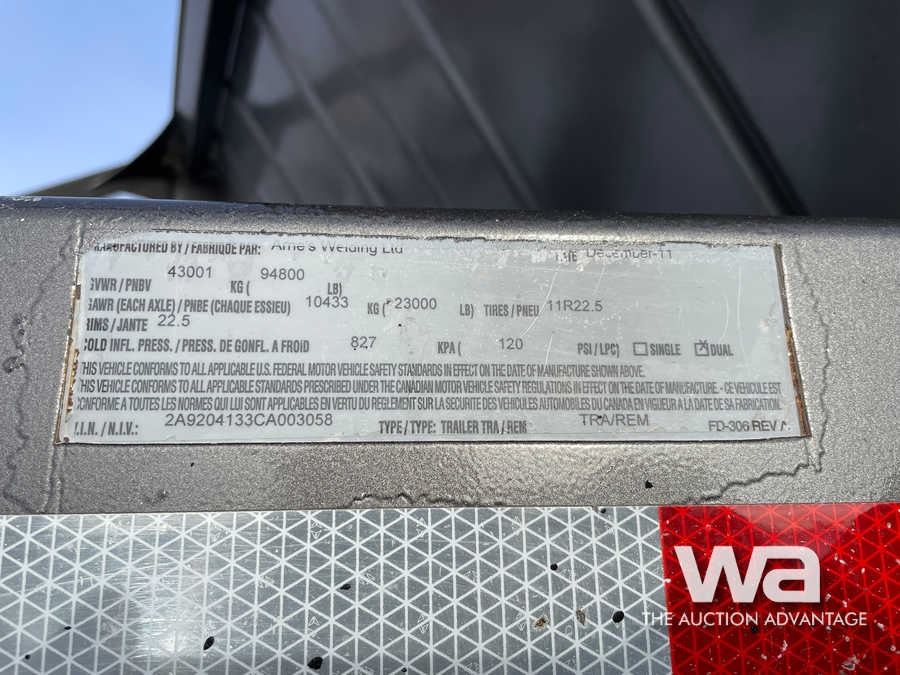 MANUFACTURED BY / FABRIQUE PAR: Arne's Welding Ltd DATE December-11
GVWR / PNBV 43001 KG ( 94800 LB)
GAWR (EACH AXLE) / PNBE (CHAQUE ESSIEU) 10433 KG ( 23000 LB) TIRES / PNEU 11R22.5
RIMS / JANTE 22.5
COLD INFL. PRESS. / PRESS. DE GONFL. A FROID 827 KPA ( 120 PSI / LPC) SINGLE DUAL
THIS VEHICLE CONFORMS TO ALL APPLICABLE U.S. FEDERAL MOTOR VEHICLE SAFETY STANDARDS IN EFFECT ON THE DATE OF MANUFACTURE SHOWN ABOVE.
THIS VEHICLE CONFORMS TO ALL APPLICABLE STANDARDS PRESCRIBED UNDER THE CANADIAN MOTOR VEHICLE SAFETY REGULATIONS IN EFFECT ON THE DATE OF MANUFACTURE. - CE VEHICULE EST
CONFORME A TOUTES LES NORMES QUI LUI SONT APPLICABLES EN VERTU DU REGLEMENT SUR LA SECURITE DES VEHICULES AUTOMOBILES DU CANADA EN VIGUEUR A LA DATE DE SA FABRICATION.
V.I.N. / N.I.V.: 2A9204133CA003058 TYPE / TYPE: TRAILER TRA / REM TRA/REM FD-306 REV A
wa
THE AUCTION ADVANTAGE